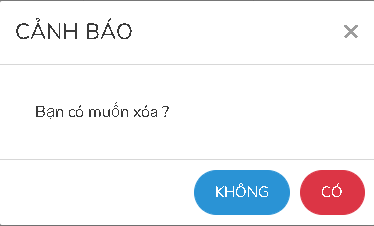 CẢNH BÁO
Bạn có muốn xóa ?
KHÔNG
CÓ